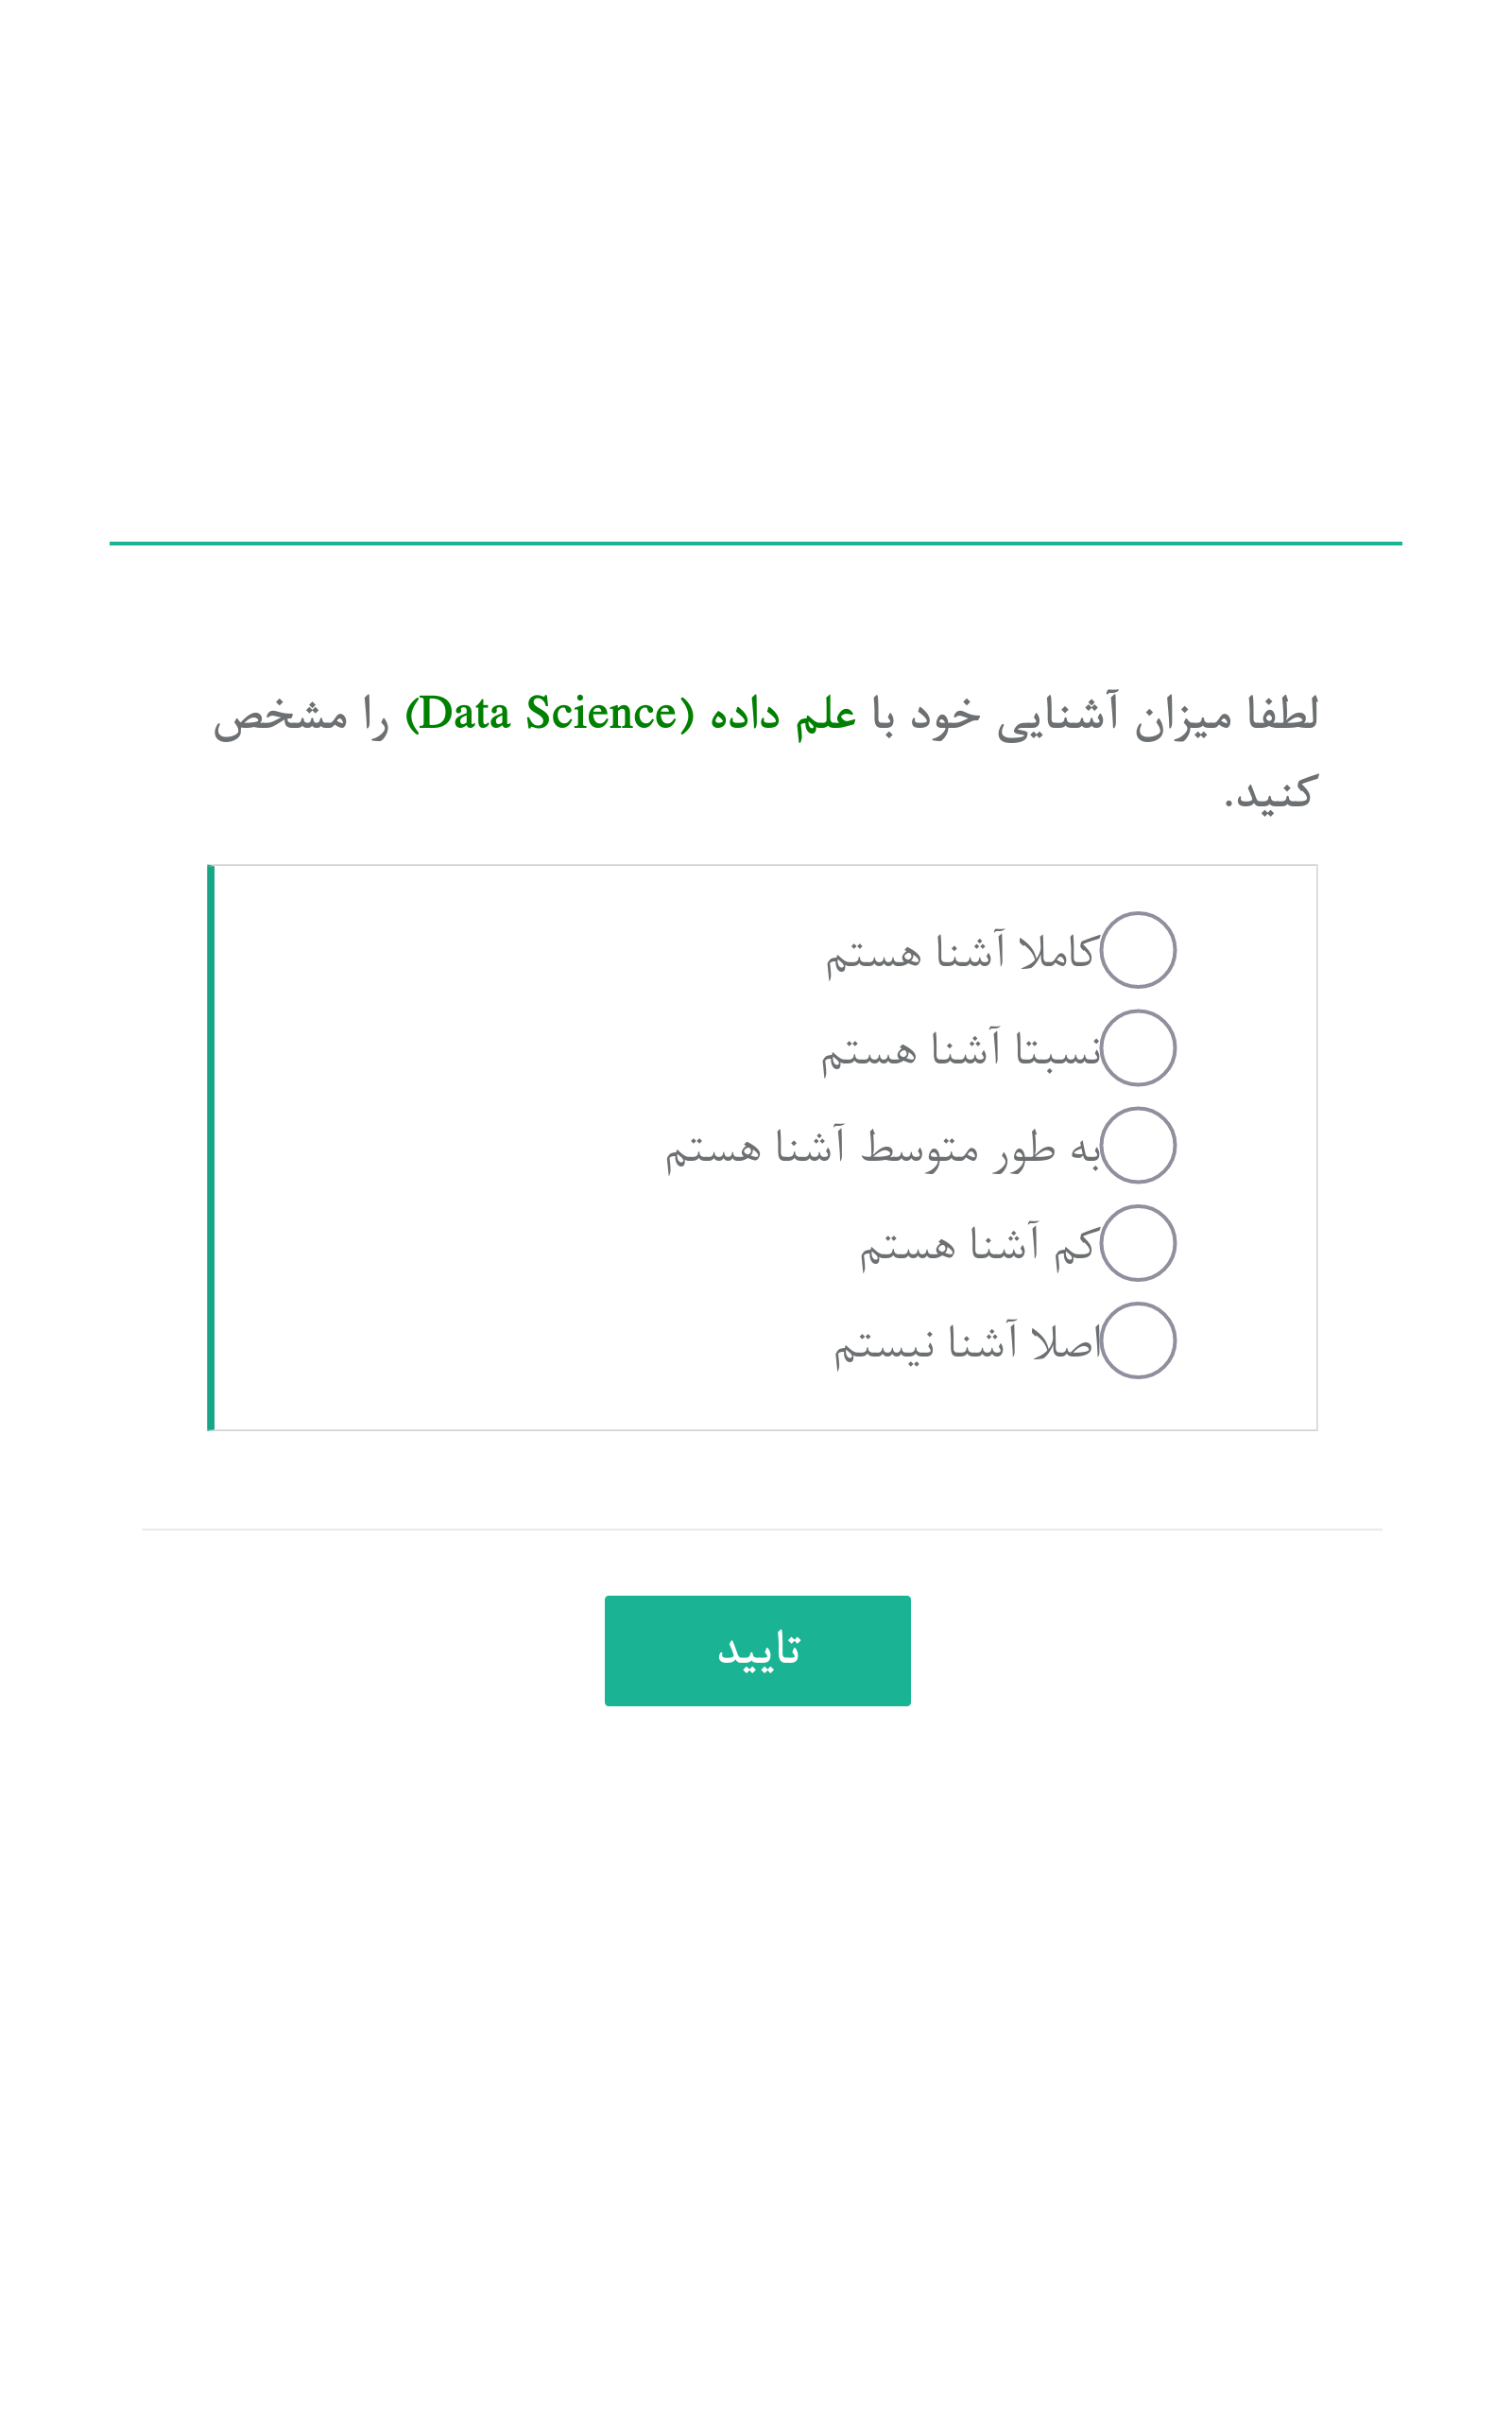 لطفا میزان آشنایی خود با علم داده (Data Science) را مشخص
کنید.
کاملا آشنا هستم
نسبتا آشنا هستم
به طور متوسط آشنا هستم
کم آشنا هستم
اصلا آشنا نیستم
تایید